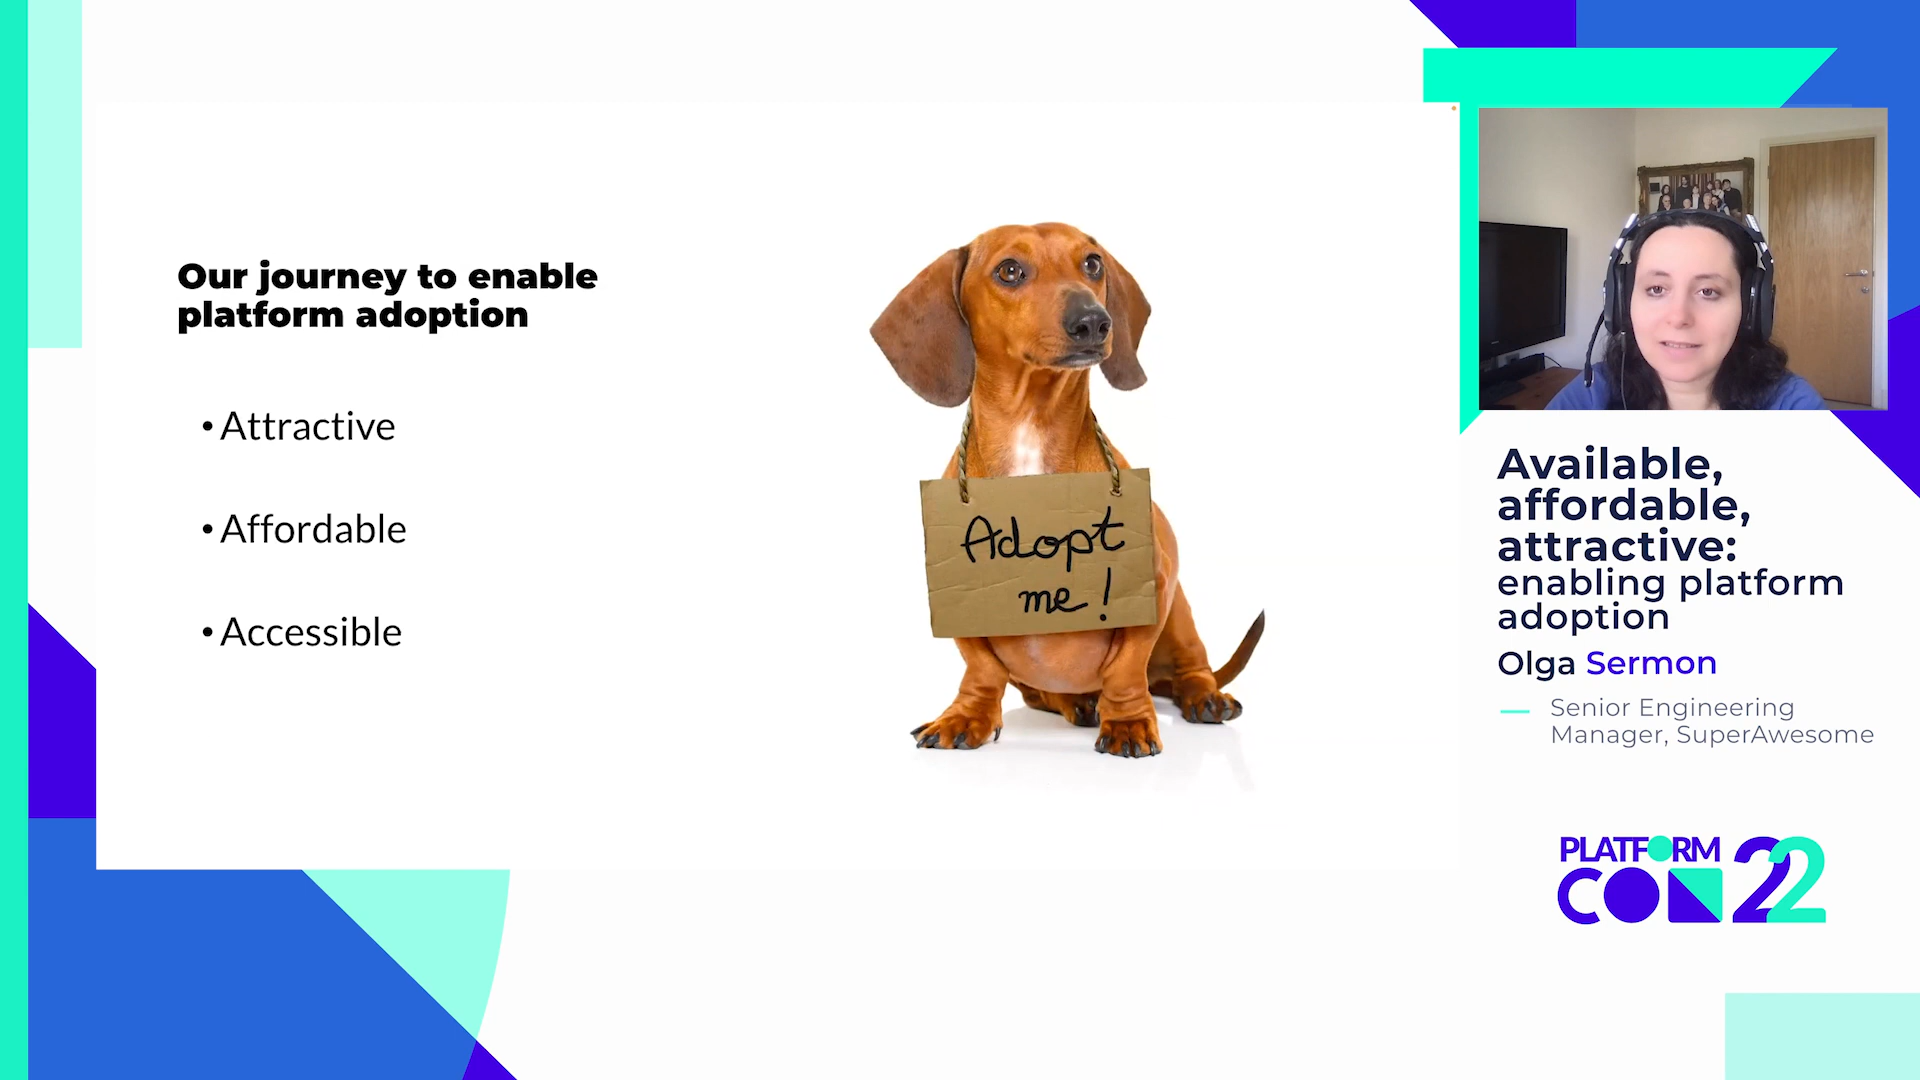 Our journey to enable
platform adoption
• Attractive
• Affordable
• Accessible
Adopt
me!
Available,
affordable,
attractive:
enabling platform
adoption
Olga Sermon
Senior Engineering
Manager, SuperAwesome
PLATFORM
CON 22